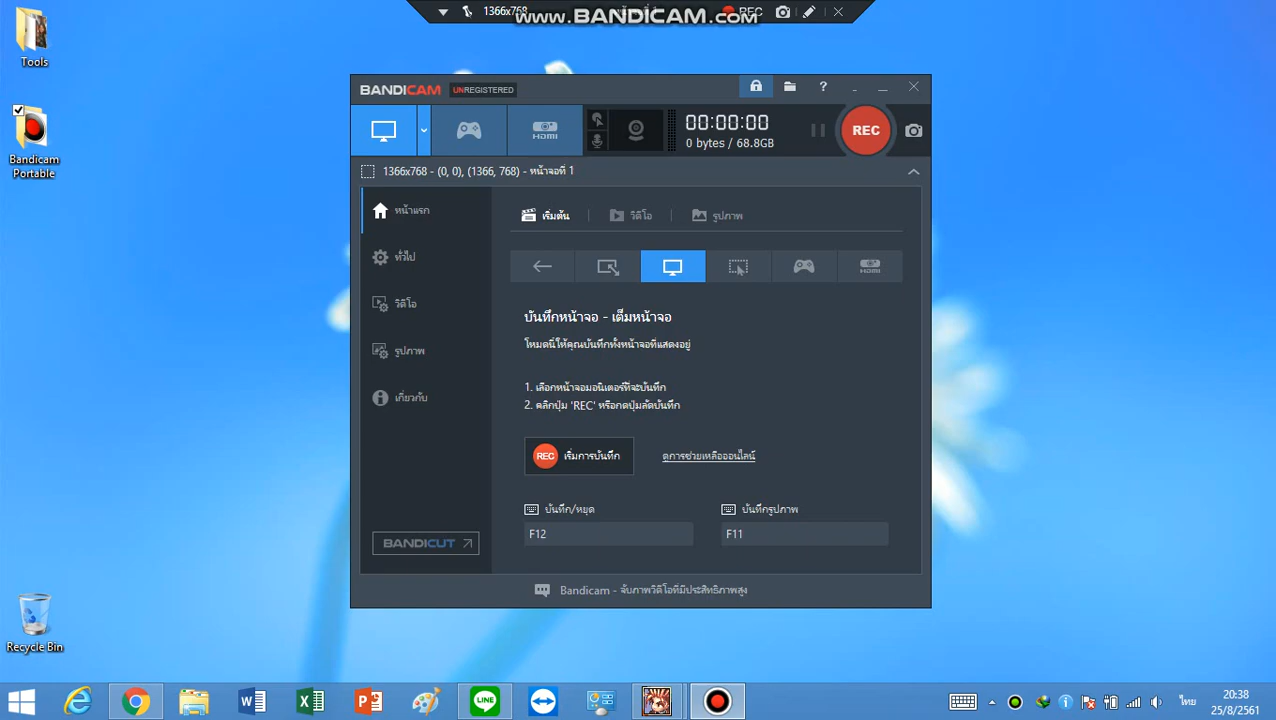 1366x768
REC
www.BANDICAM.com
Tools
Bandicam
Portable
BANDICAM UNREGISTERED
?
HDMI
00:00:00
0 bytes / 68.8GB
REC
1366x768 - (0, 0), (1366, 768) - หน้าจอที่ 1
หน้าแรก
ทั่วไป
วิดีโอ
รูปภาพ
เกี่ยวกับ
BANDICUT
เริ่มต้น
วิดีโอ
รูปภาพ
HDMI
บันทึกหน้าจอ - เต็มหน้าจอ
โหมดนี้ให้คุณบันทึกทั้งหน้าจอที่แสดงอยู่
1. เลือกหน้าจอมอนิเตอร์ที่จะบันทึก
2. คลิกปุ่ม 'REC' หรือกดปุ่มลัดบันทึก
REC เริ่มการบันทึก
ดูการช่วยเหลือออนไลน์
บันทึก/หยุด
F12
บันทึกรูปภาพ
F11
Bandicam - จับภาพวิดีโอที่มีประสิทธิภาพสูง
Recycle Bin
LINE
ไทย
20:38
25/8/2561